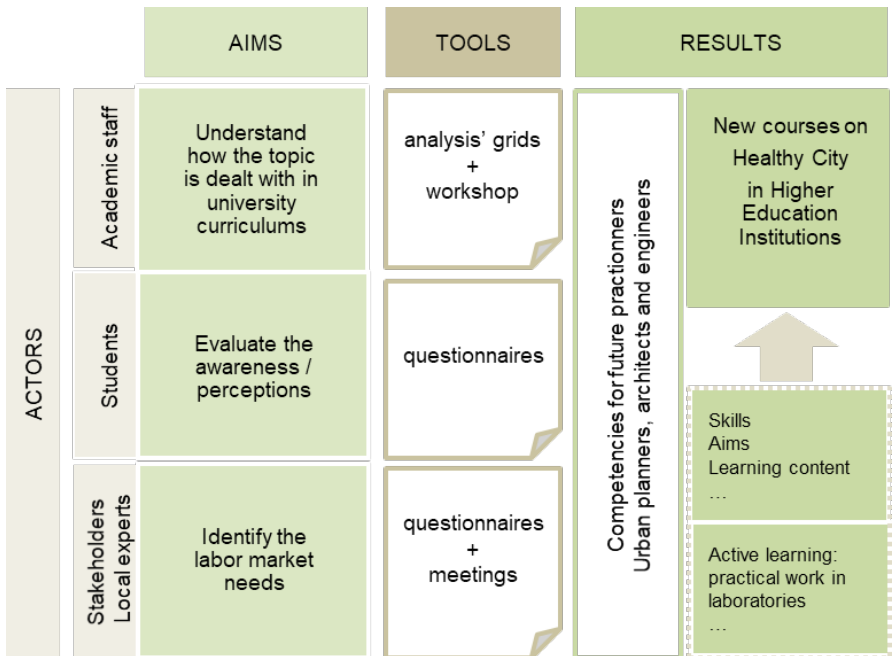 AIMS
TOOLS
RESULTS
ACTORS
Academic staff
Understand
how the topic
is dealt with in
university
curriculums
analysis’ grids
+
workshop
Students
Evaluate the
awareness /
perceptions
questionnaires
Stakeholders
Local experts
Identify the
labor market
needs
questionnaires
+
meetings
Competencies for future practionners
Urban planners, architects and engineers
New courses on
Healthy City
in Higher
Education
Institutions
Skills
Aims
Learning content
…
Active learning:
practical work in
laboratories
…